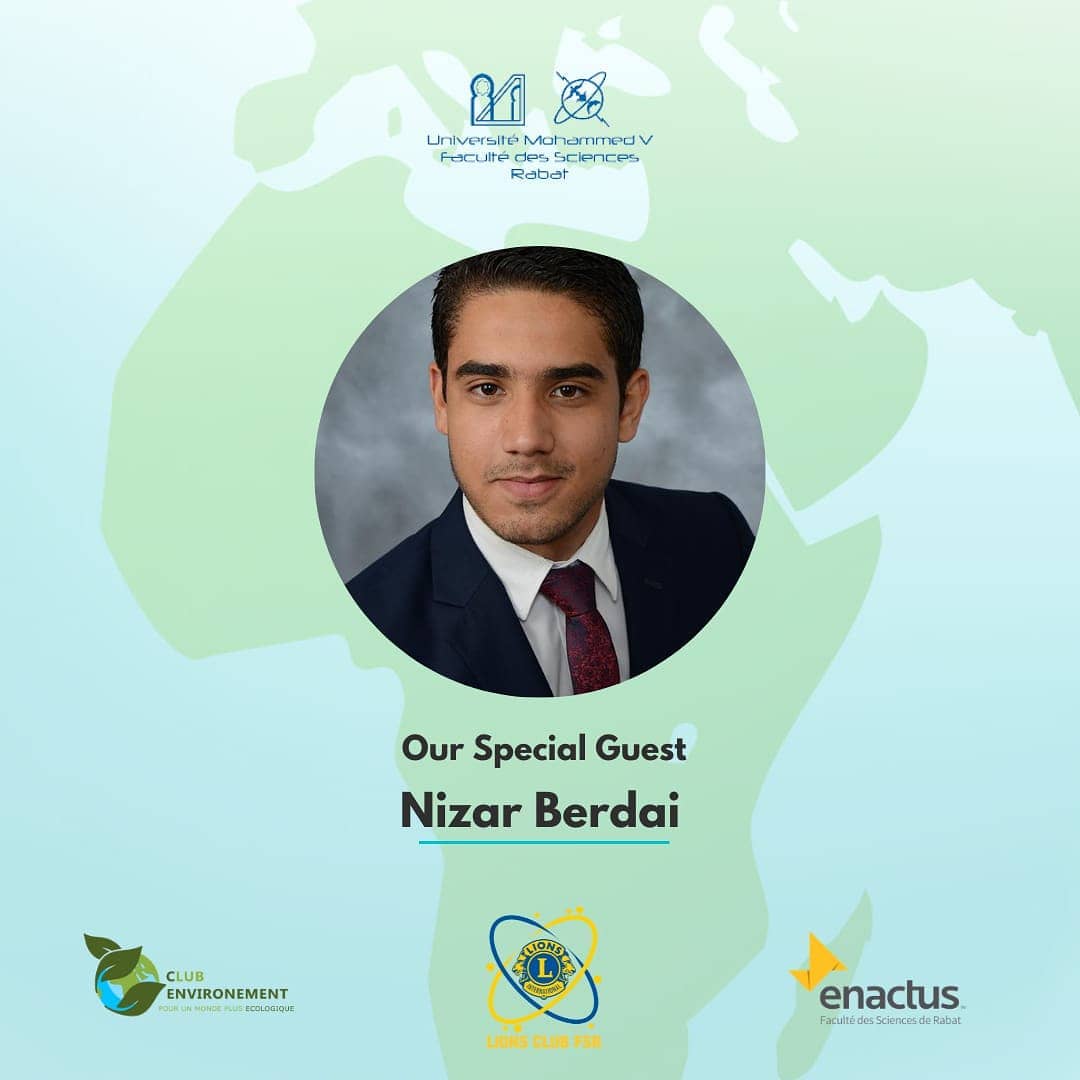 Université Mohammed V
Faculté des Sciences
Rabat
Our Special Guest
Nizar Berdai
CLUB
ENVIRONEMENT
POUR UN MONDE PLUS ECOLOGIQUE
LIONS
L
INTERNATIONAL
LIONS CLUB FSR
enactus
Faculté des Sciences de Rabat